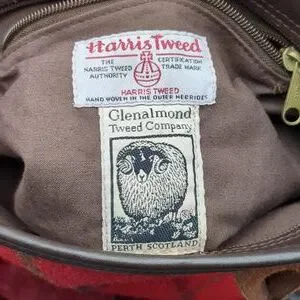 Harris Tweed
THE CERTIFICATION
HARRIS TWEED TRADE MARK
AUTHORITY
HARRIS TWEED
HAND WOVEN IN THE OUTER HEBRIDES
Glenalmond
Tweed Company
PERTH SCOTLAND